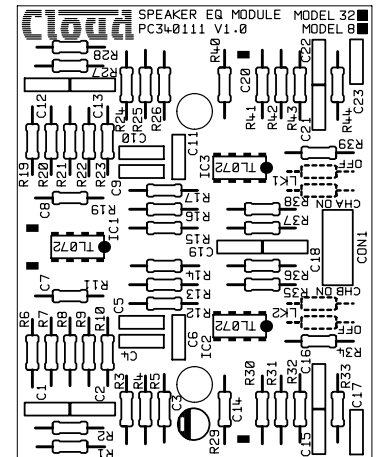 Cloud
SPEAKER EQ MODULE MODEL 32
PC340111 V1.0 MODEL 8
R28
R27
R40
C20
C22
C23
C12
C13
R24
R25
R26
R41
R42
R43
C21
R44
R19
R20
R21
R22
R23
C10
C11
C9
IC3
TL072
R39
OFF
LK1
CHA ON
C8
R19
R17
R16
R15
R38
R37
IC1
TL072
C19
C18
CON1
C7
R11
R14
R13
R12
R36
R35
CHB ON
LK2
OFF
R6
R7
R8
R9
R10
C5
C4
C6
IC2
TL072
R34
C1
C2
R3
R4
R5
C3
R29
C14
R30
R31
R32
C16
R33
C15
C17
R2
R1